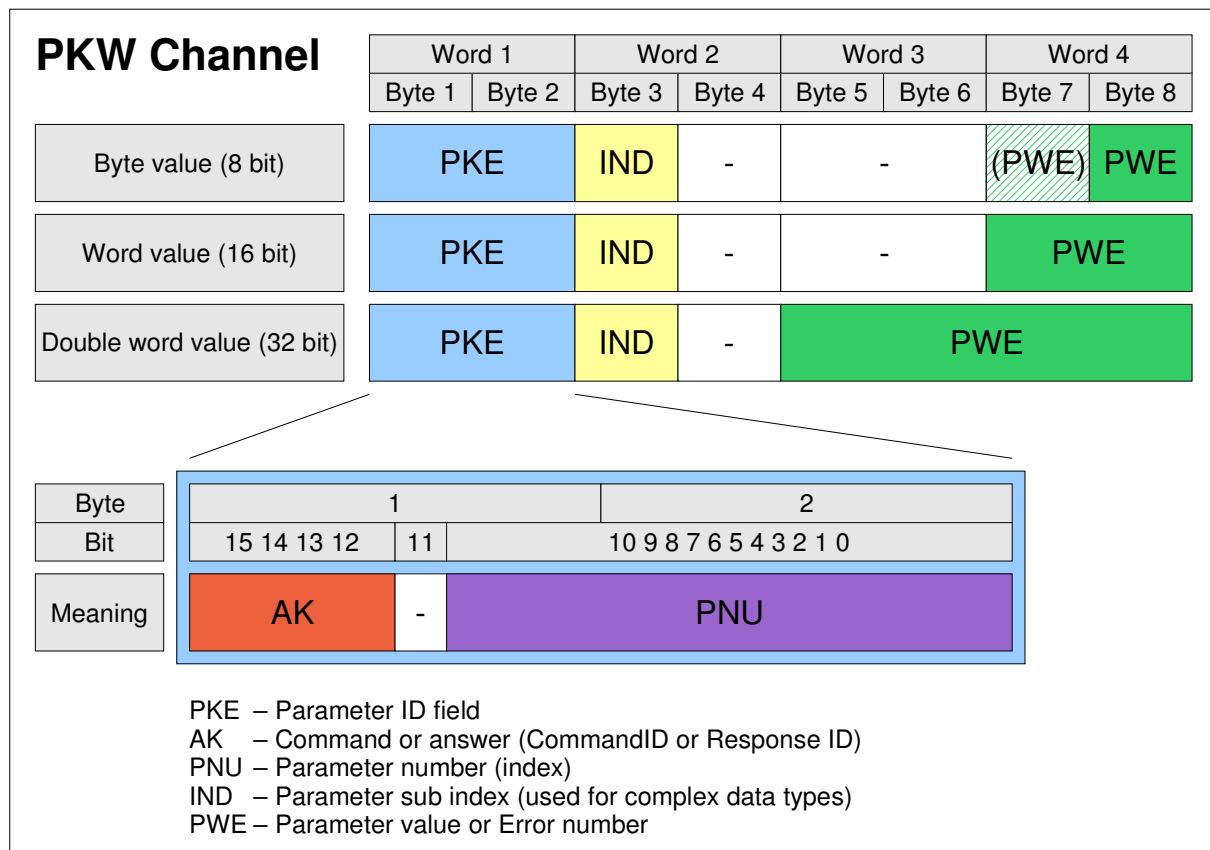 PKW Channel
Word 1 Word 2 Word 3 Word 4
Byte 1 Byte 2 Byte 3 Byte 4 Byte 5 Byte 6 Byte 7 Byte 8
Byte value (8 bit) PKE IND - - (PWE) PWE
Word value (16 bit) PKE IND - - PWE
Double word value (32 bit) PKE IND - PWE
Byte 1 2
Bit 15 14 13 12 11 10 9 8 7 6 5 4 3 2 1 0
Meaning AK - PNU
PKE – Parameter ID field
AK – Command or answer (CommandID or Response ID)
PNU – Parameter number (index)
IND – Parameter sub index (used for complex data types)
PWE – Parameter value or Error number